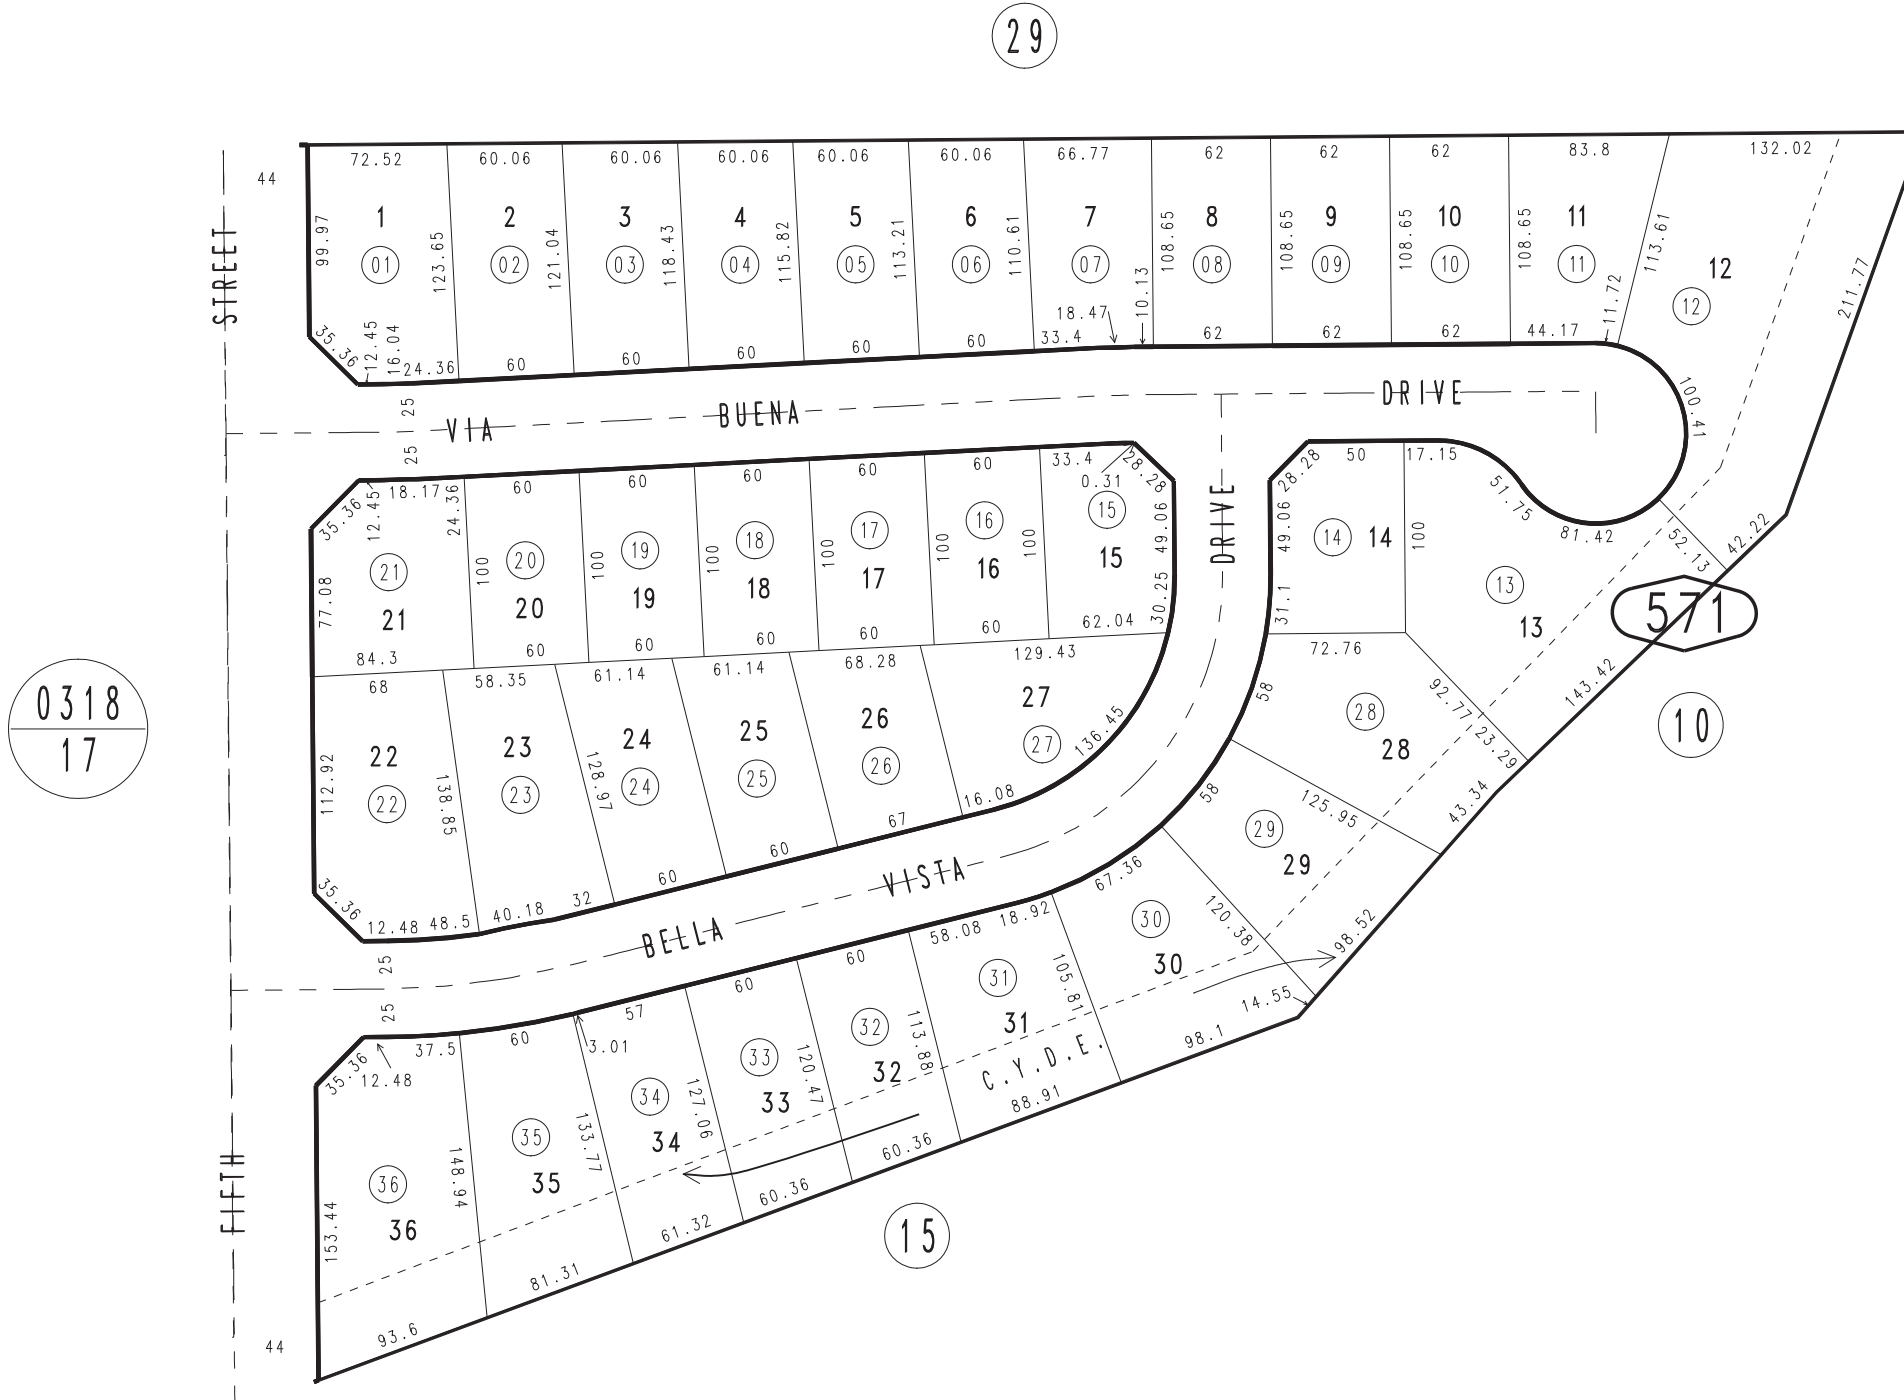 29
44
72.52 60.06 60.06 60.06 60.06 60.06 66.77 62 62 62 83.8 132.02
1 2 3 4 5 6 7 8 9 10 11 12
01 02 03 04 05 06 07 08 09 10 11 12
99.97 123.65 121.04 118.43 115.82 113.21 110.61 108.65 108.65 108.65 108.65 113.61 211.77
STREET
35.36 12.45 16.04 24.36 60 60 60 60 60 33.4 18.47 10.13 62 62 62 44.17 11.72 100.41
25
VIA BUENA DRIVE
25
35.36 12.45 18.17 24.36 60 60 60 60 60 33.4 0.31 28.28 28.28 50 17.15 51.75 81.42 52.13 42.22
77.08 100 100 100 100 100 100 49.06 30.25 DRIVE 49.06 31.1 100
21 20 19 18 17 16 15 14 14 13
21 20 19 18 17 16 15 13
571
84.3 60 60 60 60 60 62.04
68 58.35 61.14 61.14 68.28 129.43 72.76 92.77 23.29 143.42
0318
17
10
22 23 24 25 26 27 28
22 23 24 25 26 27 28
112.92 138.85 128.97 136.45 58 58 125.95 43.34
29
29
35.36 12.48 48.5 40.18 32 60 60 67 16.08
25
BELLA VISTA
25
35.36 12.48 37.5 60 3.01 57 60 60 58.08 18.92 67.36 120.38 98.52
36 35 34 33 32 31 30
36 35 34 33 32 31 30
153.44 148.94 133.77 127.06 120.47 113.88 105.81
C.Y.D.E.
93.6 81.31 61.32 60.36 60.36 88.91 98.1 14.55
FIFTH
15
44